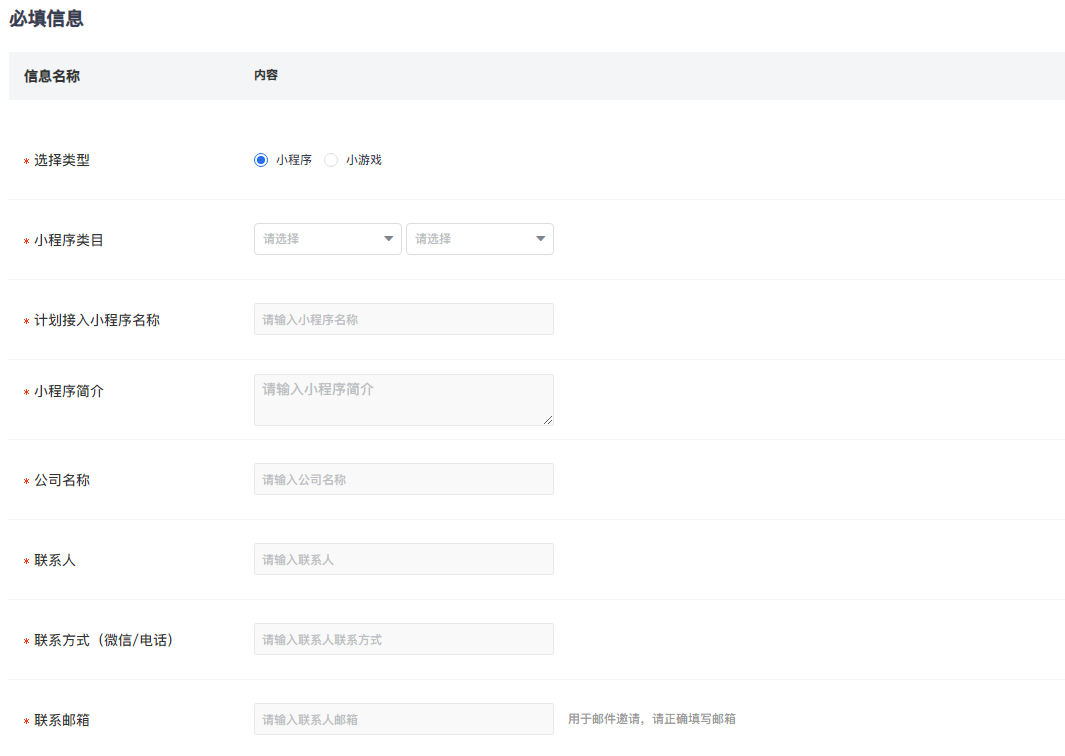 必填信息
信息名称 内容
* 选择类型 小程序 小游戏
* 小程序类目 请选择 请选择
* 计划接入小程序名称 请输入小程序名称
* 小程序简介 请输入小程序简介
* 公司名称 请输入公司名称
* 联系人 请输入联系人
* 联系方式（微信/电话） 请输入联系人联系方式
* 联系邮箱 请输入联系人邮箱 用于邮件邀请，请正确填写邮箱